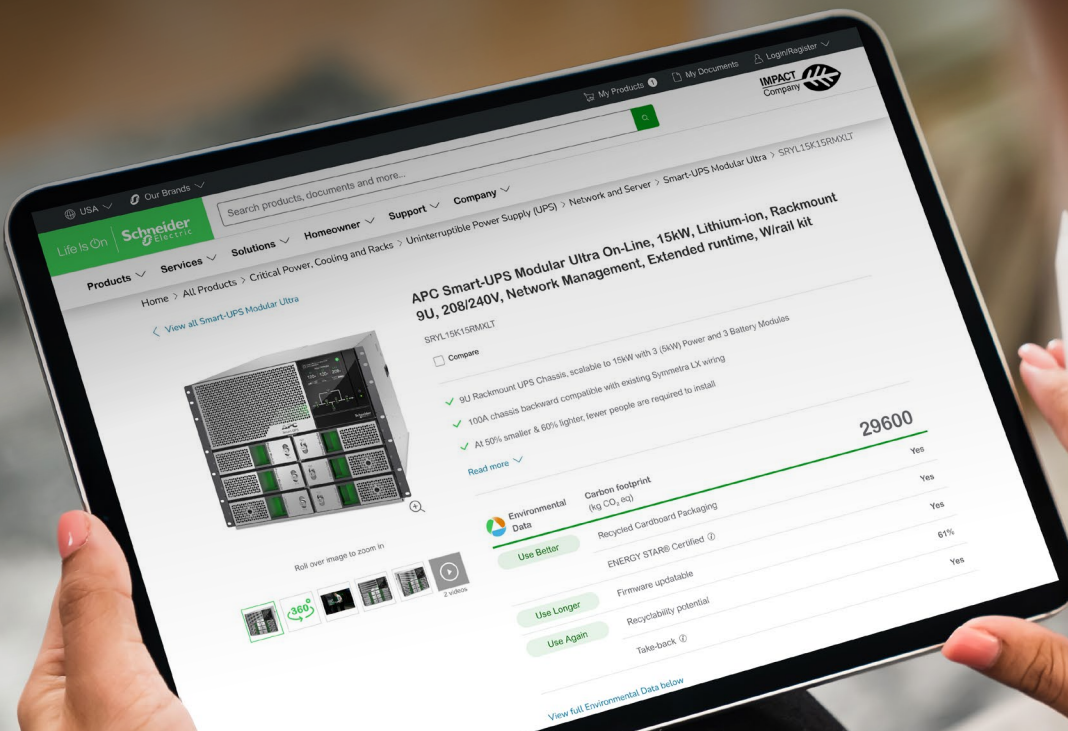 USA
Our Brands
My Products 1
My Documents
Login/Register
Life Is On
Schneider
Electric
Search products, documents and more...
IMPACT
Company
Products
Services
Solutions
Homeowner
Support
Company
Home > All Products > Critical Power, Cooling and Racks > Uninterruptible Power Supply (UPS) > Network and Server > Smart-UPS Modular Ultra > SRYL15K15RMXLT
View all Smart-UPS Modular Ultra
APC Smart-UPS Modular Ultra On-Line, 15kW, Lithium-ion, Rackmount
9U, 208/240V, Network Management, Extended runtime, W/rail kit
SRYL15K15RMXLT
Compare
9U Rackmount UPS Chassis, scalable to 15kW with 3 (5kW) Power and 3 Battery Modules
100A chassis backward compatible with existing Symmetra LX wiring
At 50% smaller & 60% lighter, fewer people are required to install
Read more
Roll over image to zoom in
360°
2 videos
Environmental
Data
Carbon footprint
(kg CO₂ eq)
29600
Use Better
Recycled Cardboard Packaging
Yes
ENERGY STAR® Certified
Yes
Use Longer
Firmware updatable
Yes
Use Again
Recyclability potential
61%
Take-back
Yes
View full Environmental Data below